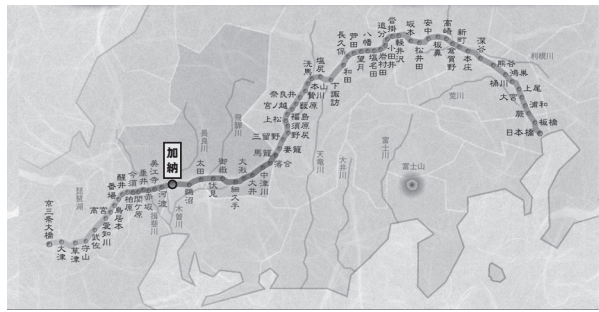 日本橋
板橋
蕨
浦和
大宮
上尾
桶川
鴻巣
熊谷
深谷
本庄
新町
倉賀野
高崎
板鼻
安中
松井田
坂本
軽井沢
沓掛
追分
小田井
岩村田
塩名田
八幡
望月
芦田
長久保
和田
下諏訪
塩尻
洗馬
本山
贄川
奈良井
藪原
宮ノ越
福島
上松
須原
野尻
三留野
妻籠
馬籠
落合
中津川
大井
大湫
細久手
御嶽
伏見
太田
鵜沼
加納
河渡
美江寺
赤坂
垂井
関ケ原
今須
柏原
醒井
番場
鳥居本
高宮
愛知川
武佐
守山
草津
大津
京三条大橋
琵琶湖
揖斐川
長良川
木曽川
飛騨川
天竜川
大井川
富士川
富士山
荒川
利根川